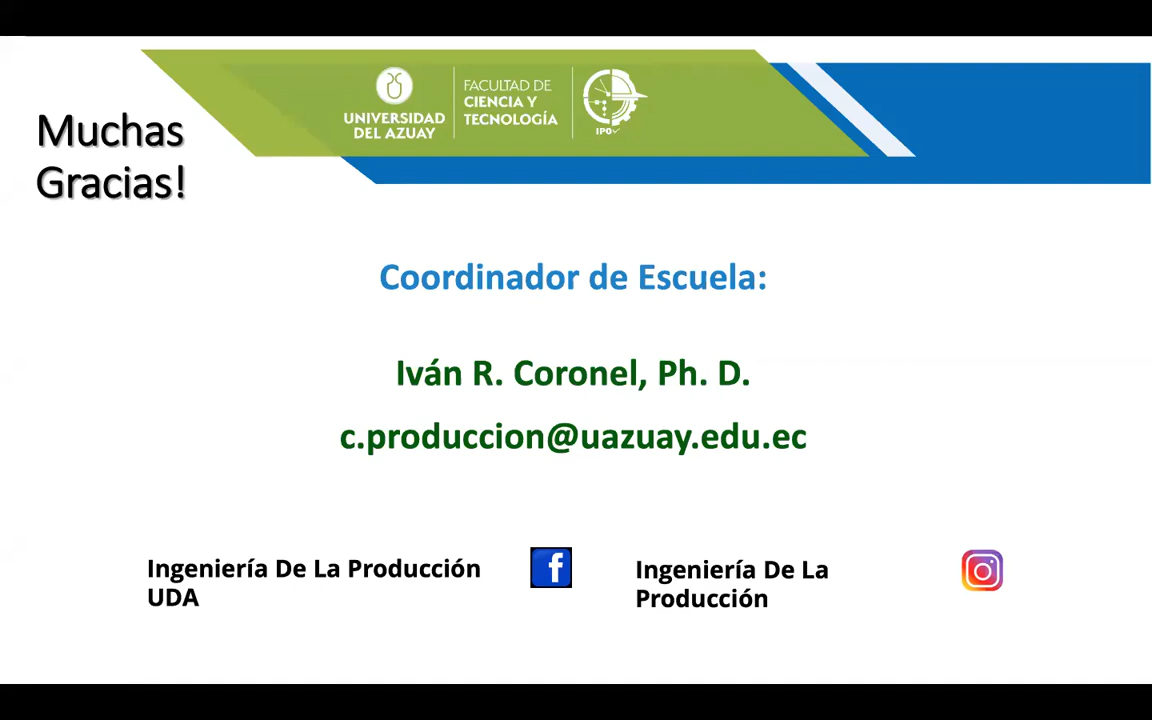 Muchas
Gracias!
UNIVERSIDAD
DEL AZUAY
FACULTAD DE
CIENCIA Y
TECNOLOGÍA
IPO
Coordinador de Escuela:
Iván R. Coronel, Ph. D.
c.produccion@uazuay.edu.ec
Ingeniería De La Producción
UDA
f
Ingeniería De La
Producción